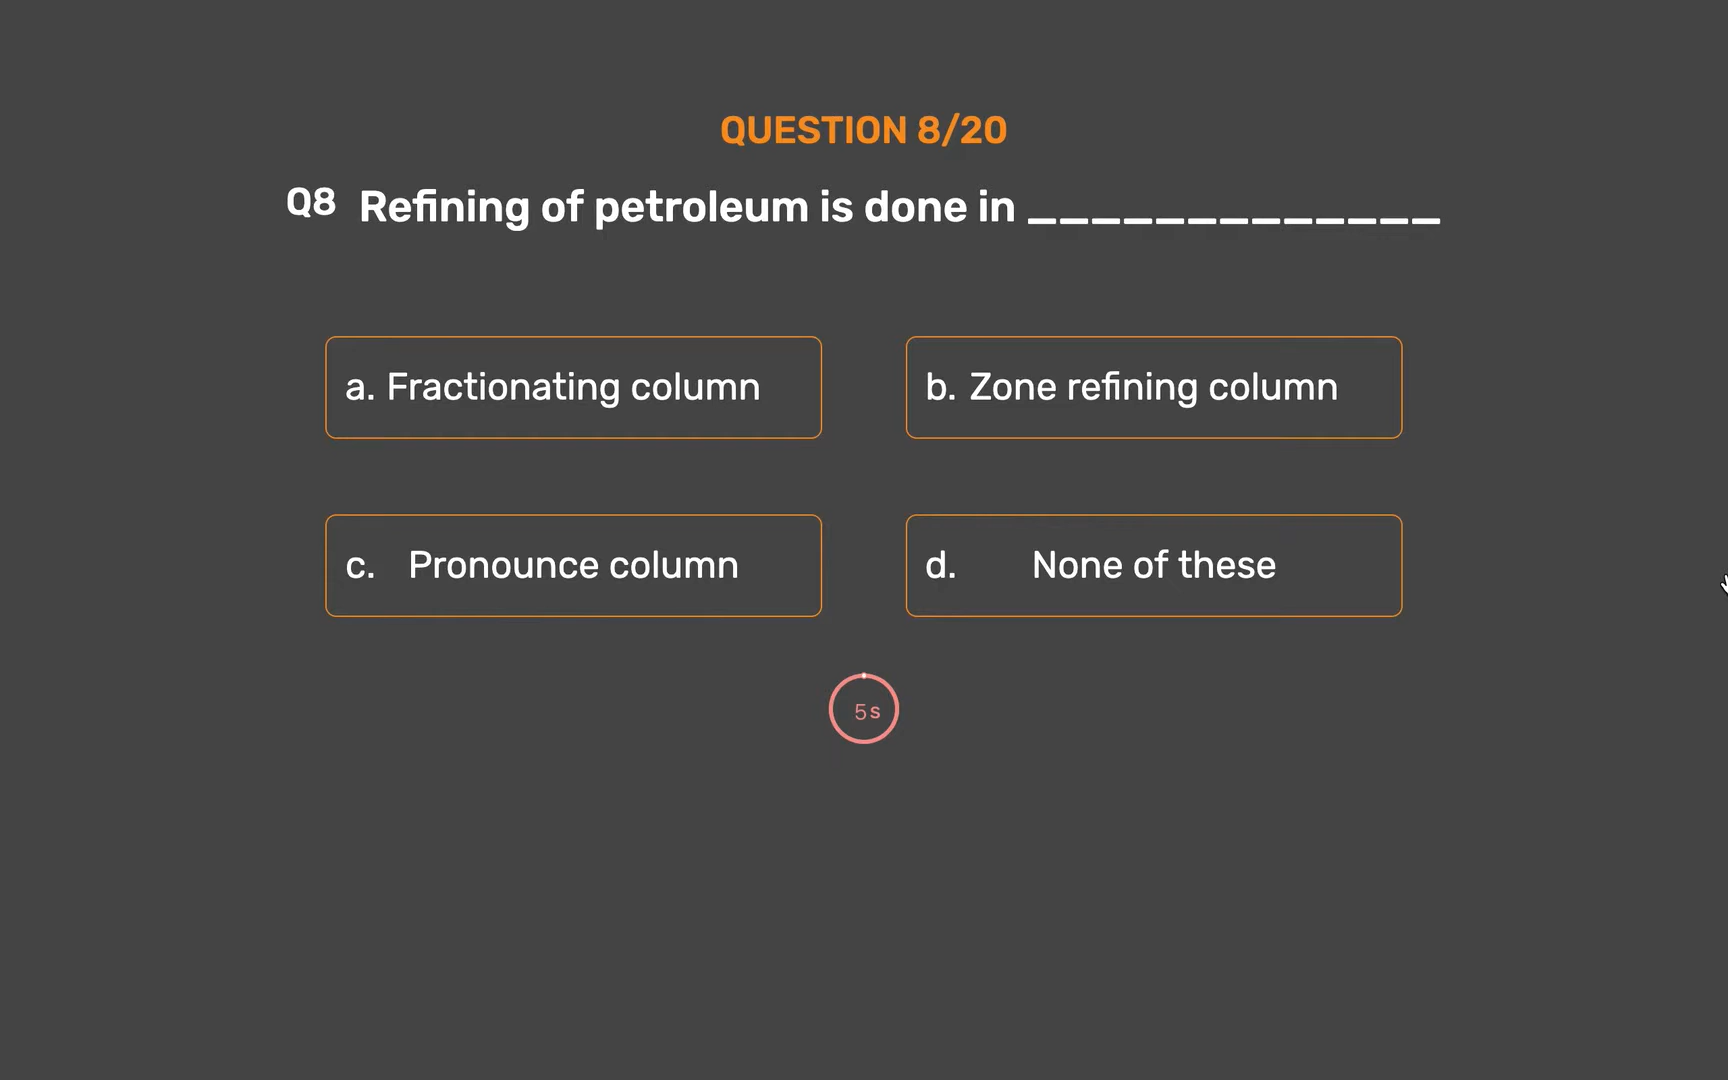 QUESTION 8/20
Q8 Refining of petroleum is done in _____________
a. Fractionating column
b. Zone refining column
c. Pronounce column
d. None of these
5s